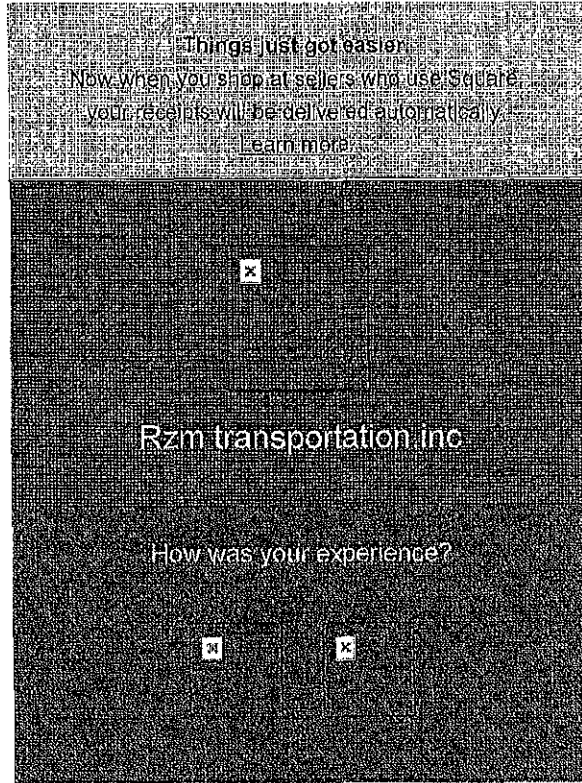 Things just got easier
Now when you shop at sellers who use Square,
your receipts will be delivered automatically.
Learn more
Rzm transportation inc
How was your experience?